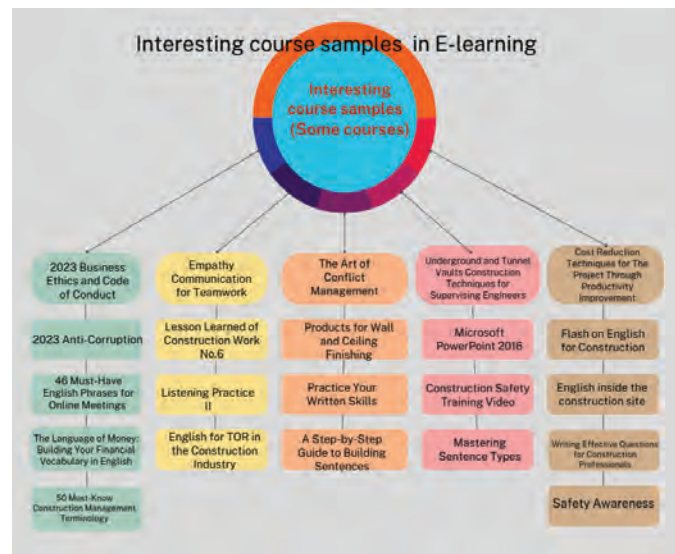 Interesting course samples in E-learning
Interesting
course samples
(Some courses)
2023 Business
Ethics and Code
of Conduct
2023 Anti-Corruption
46 Must-Have
English Phrases for
Online Meetings
The Language of Money:
Building Your Financial
Vocabulary in English
50 Must-Know
Construction Management
Terminology
Empathy
Communication
for Teamwork
Lesson Learned of
Construction Work
No.6
Listening Practice
II
English for TOR in
the Construction
Industry
The Art of
Conflict
Management
Products for Wall
and Ceiling
Finishing
Practice Your
Written Skills
A Step-by-Step
Guide to Building
Sentences
Underground and Tunnel
Vaults Construction
Techniques for
Supervising Engineers
Microsoft
PowerPoint 2016
Construction Safety
Training Video
Mastering
Sentence Types
Cost Reduction
Techniques for The
Project Through
Productivity
Improvement
Flash on English
for Construction
English inside the
construction site
Writing Effective Questions
for Construction
Professionals
Safety Awareness